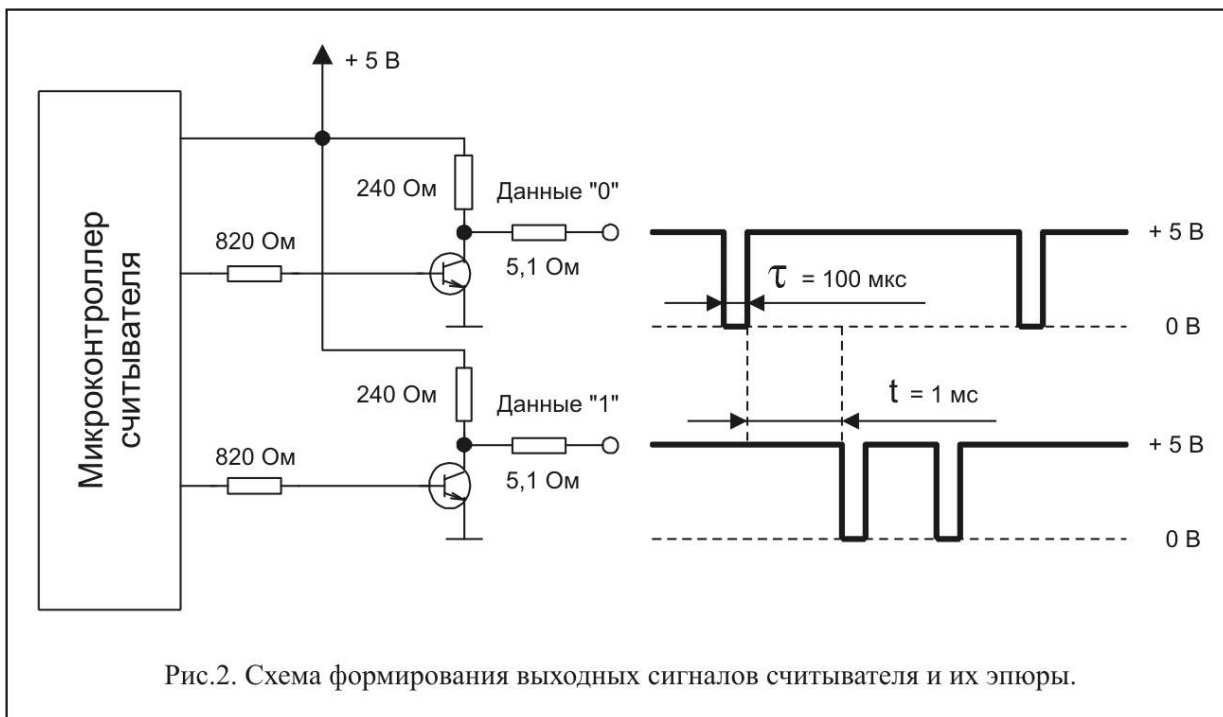 + 5 В
Микроконтроллер
считывателя
240 Ом
Данные "0"
820 Ом
5,1 Ом
+ 5 В
τ = 100 мкс
0 В
240 Ом
Данные "1"
t = 1 мс
820 Ом
5,1 Ом
+ 5 В
0 В
Рис.2. Схема формирования выходных сигналов считывателя и их эпюры.